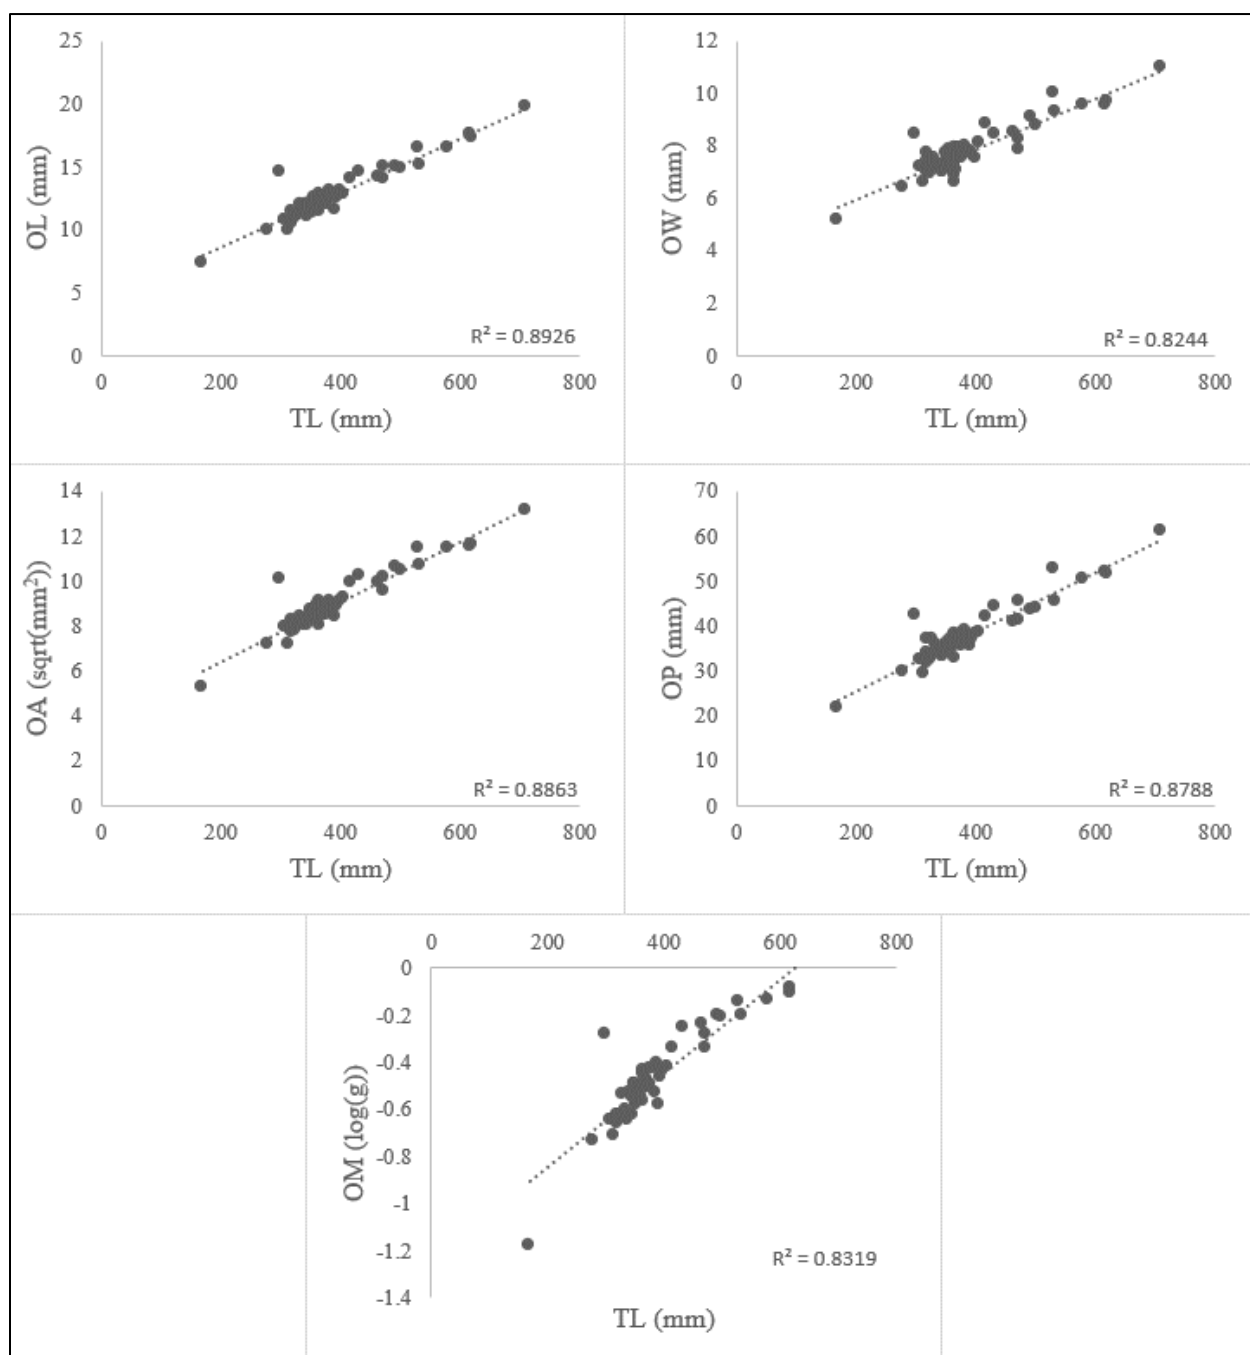 25
20
15
10
5
0
OL (mm)
R² = 0.8926
0 200 400 600 800
TL (mm)
12
10
8
6
4
2
0
OW (mm)
R² = 0.8244
0 200 400 600 800
TL (mm)
14
12
10
8
6
4
2
0
OA (sqrt(mm²))
R² = 0.8863
0 200 400 600 800
TL (mm)
70
60
50
40
30
20
10
0
OP (mm)
R² = 0.8788
0 200 400 600 800
TL (mm)
0 200 400 600 800
0
-0.2
-0.4
-0.6
-0.8
-1
-1.2
-1.4
OM (log(g))
R² = 0.8319
TL (mm)